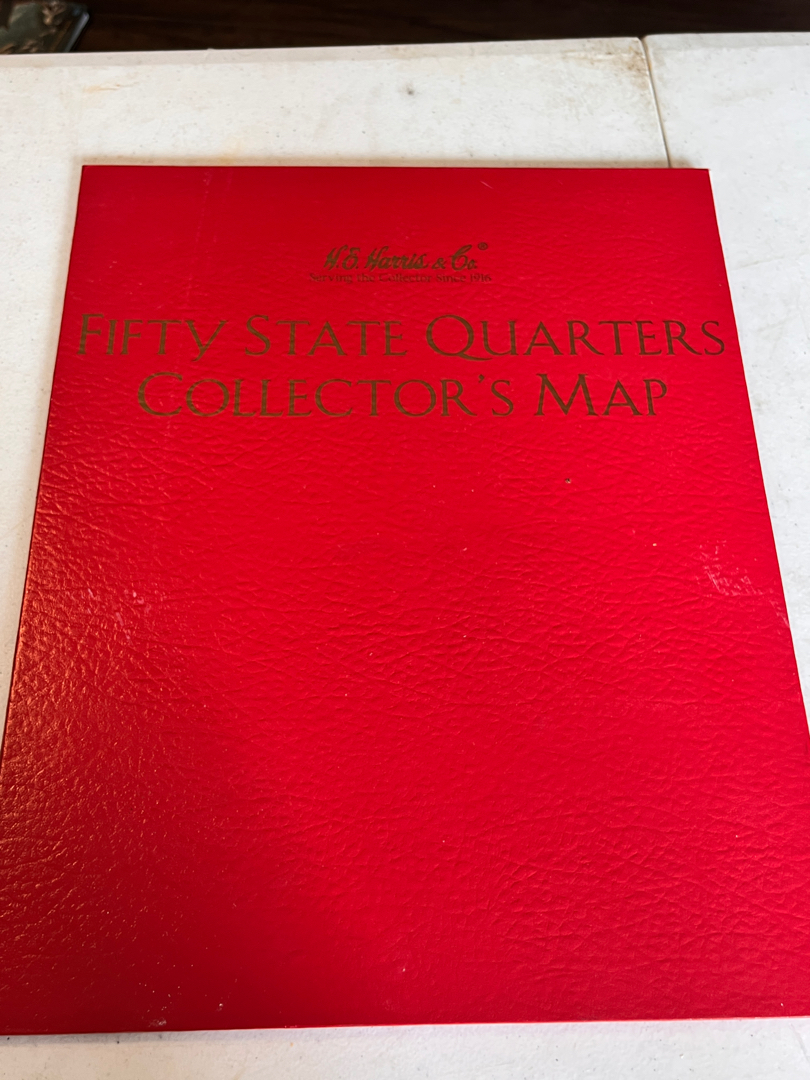 H.E. Harris & Co.®
Serving the Collector Since 1916
FIFTY STATE QUARTERS
COLLECTOR'S MAP